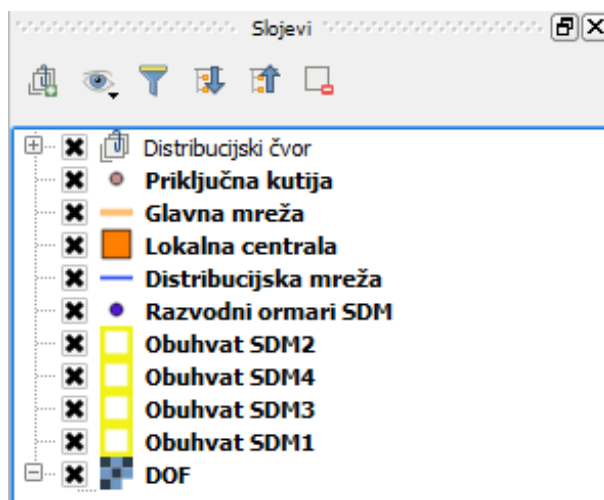 Slojevi
Distribucijski čvor
Priključna kutija
Glavna mreža
Lokalna centrala
Distribucijska mreža
Razvodni ormari SDM
Obuhvat SDM2
Obuhvat SDM4
Obuhvat SDM3
Obuhvat SDM1
DOF